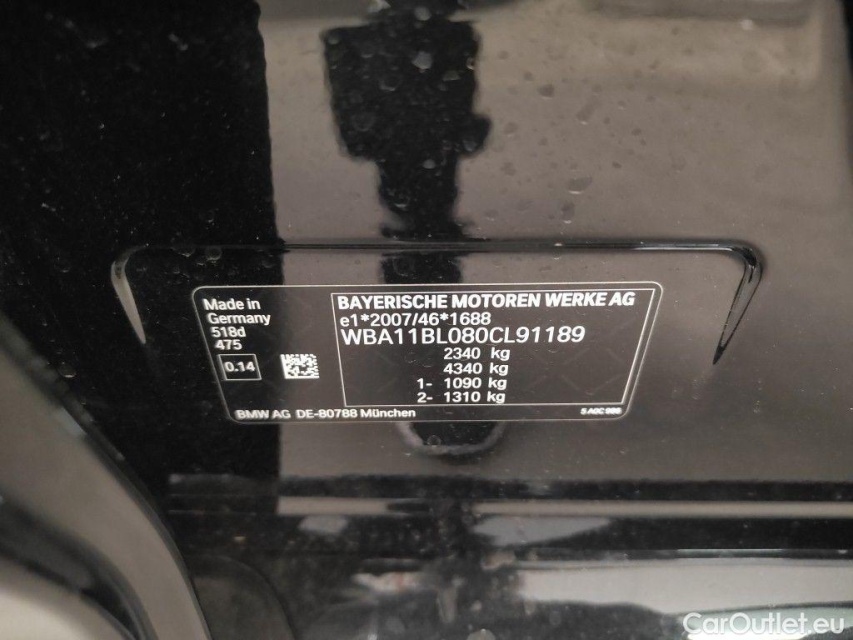 Made in
Germany
518d
475
0.14
BAYERISCHE MOTOREN WERKE AG
e1*2007/46*1688
WBA11BL080CL91189
2340 kg
4340 kg
1- 1090 kg
2- 1310 kg
BMW AG DE-80788 München
CarOutlet.eu